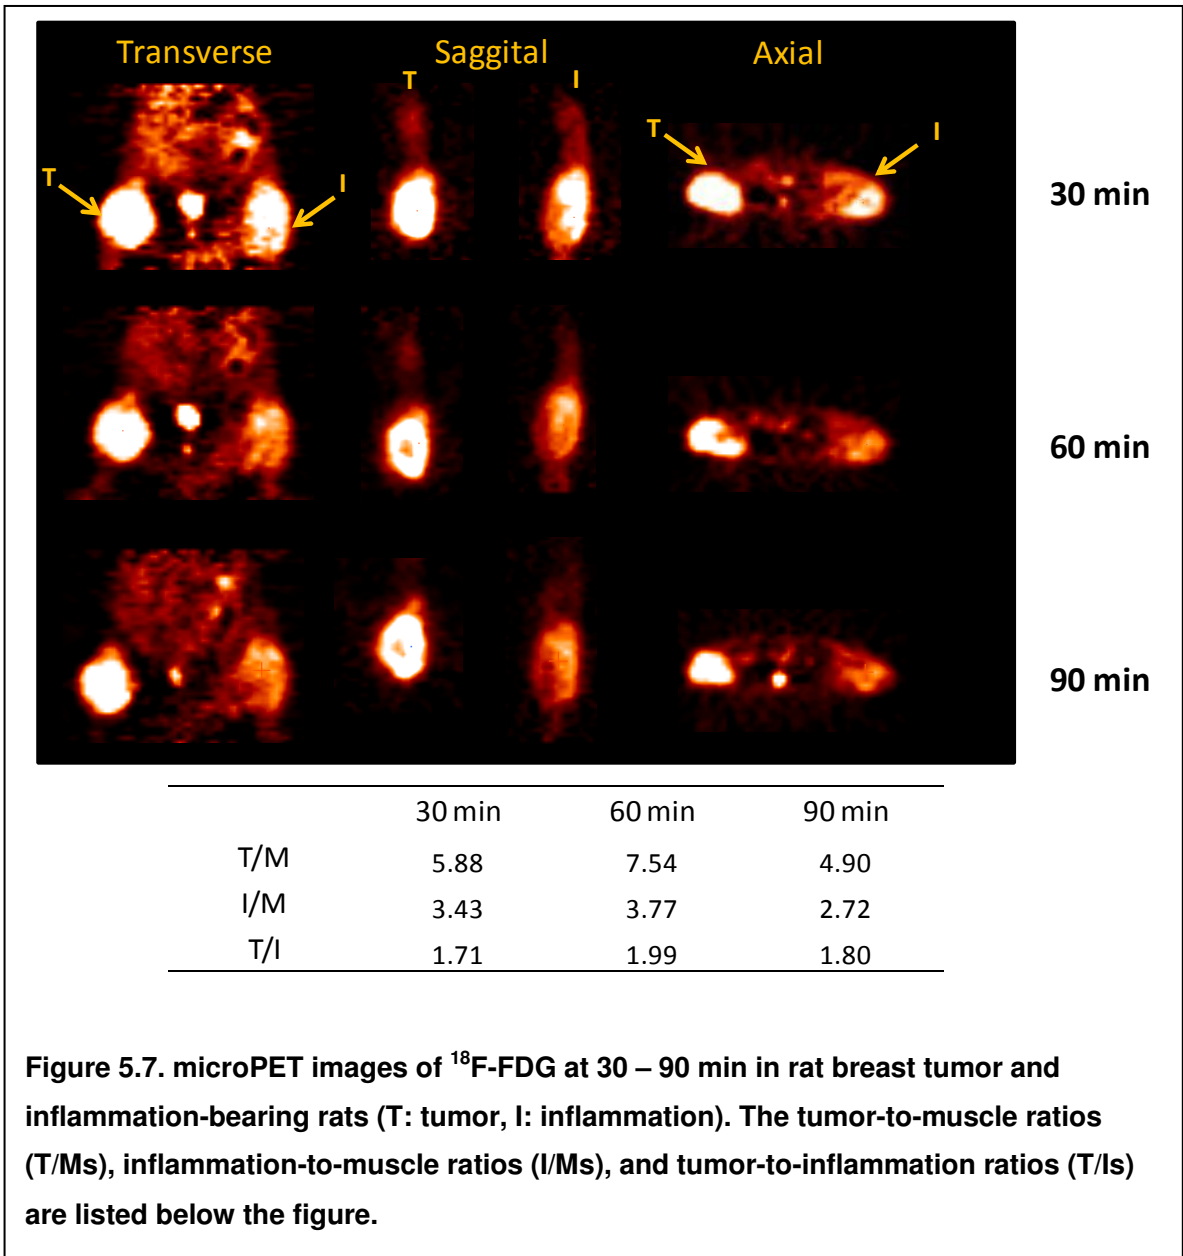 Transverse Saggital Axial
T I
T I
T I
30 min
60 min
90 min
30 min 60 min 90 min
T/M 5.88 7.54 4.90
I/M 3.43 3.77 2.72
T/I 1.71 1.99 1.80
Figure 5.7. microPET images of ¹⁸F-FDG at 30 – 90 min in rat breast tumor and
inflammation-bearing rats (T: tumor, I: inflammation). The tumor-to-muscle ratios
(T/Ms), inflammation-to-muscle ratios (I/Ms), and tumor-to-inflammation ratios (T/Is)
are listed below the figure.